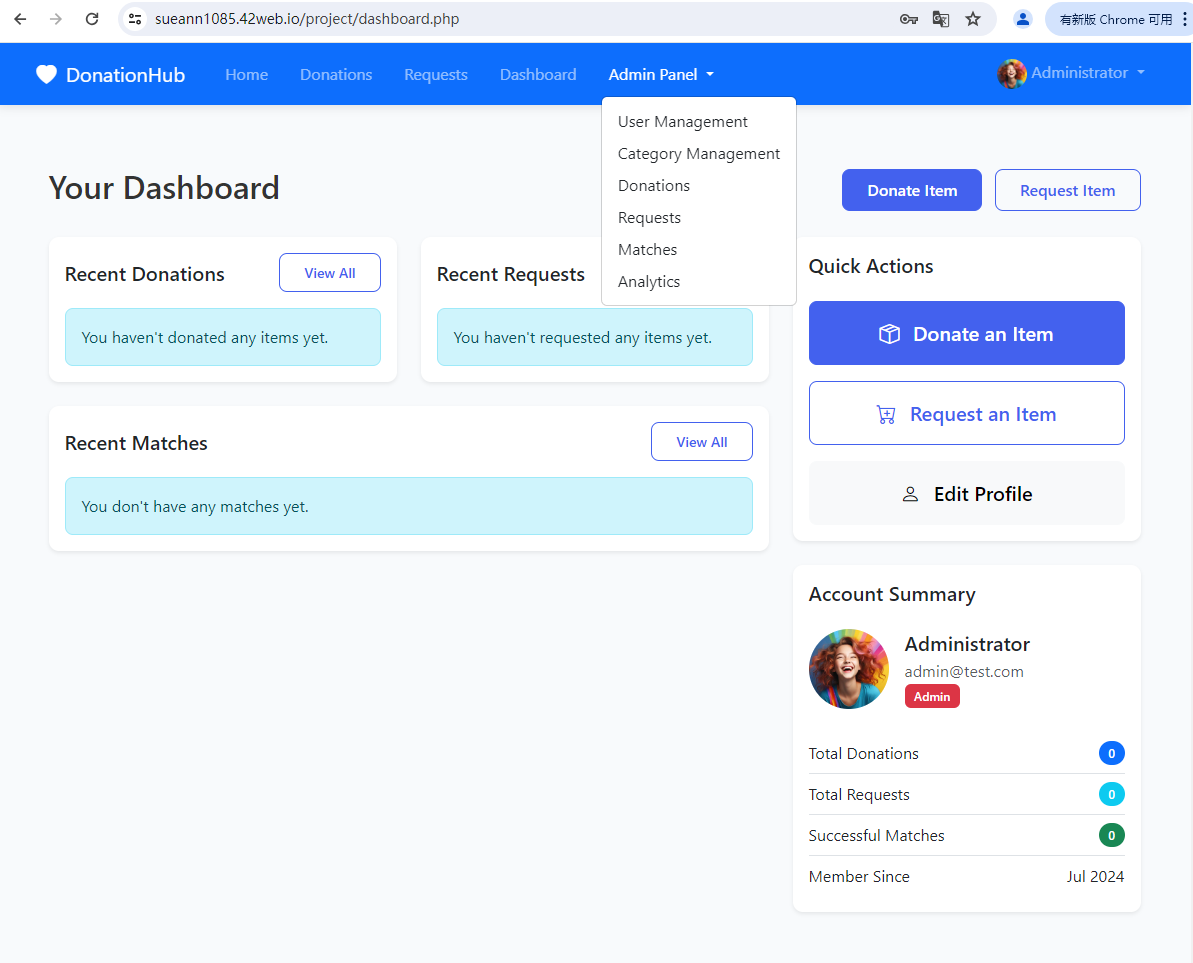 sueann1085.42web.io/project/dashboard.php
有新版 Chrome 可用
DonationHub
Home
Donations
Requests
Dashboard
Admin Panel
Administrator
User Management
Category Management
Donations
Requests
Matches
Analytics
Your Dashboard
Donate Item
Request Item
Recent Donations
View All
You haven't donated any items yet.
Recent Requests
You haven't requested any items yet.
Recent Matches
View All
You don't have any matches yet.
Quick Actions
Donate an Item
Request an Item
Edit Profile
Account Summary
Administrator
admin@test.com
Admin
Total Donations 0
Total Requests 0
Successful Matches 0
Member Since Jul 2024